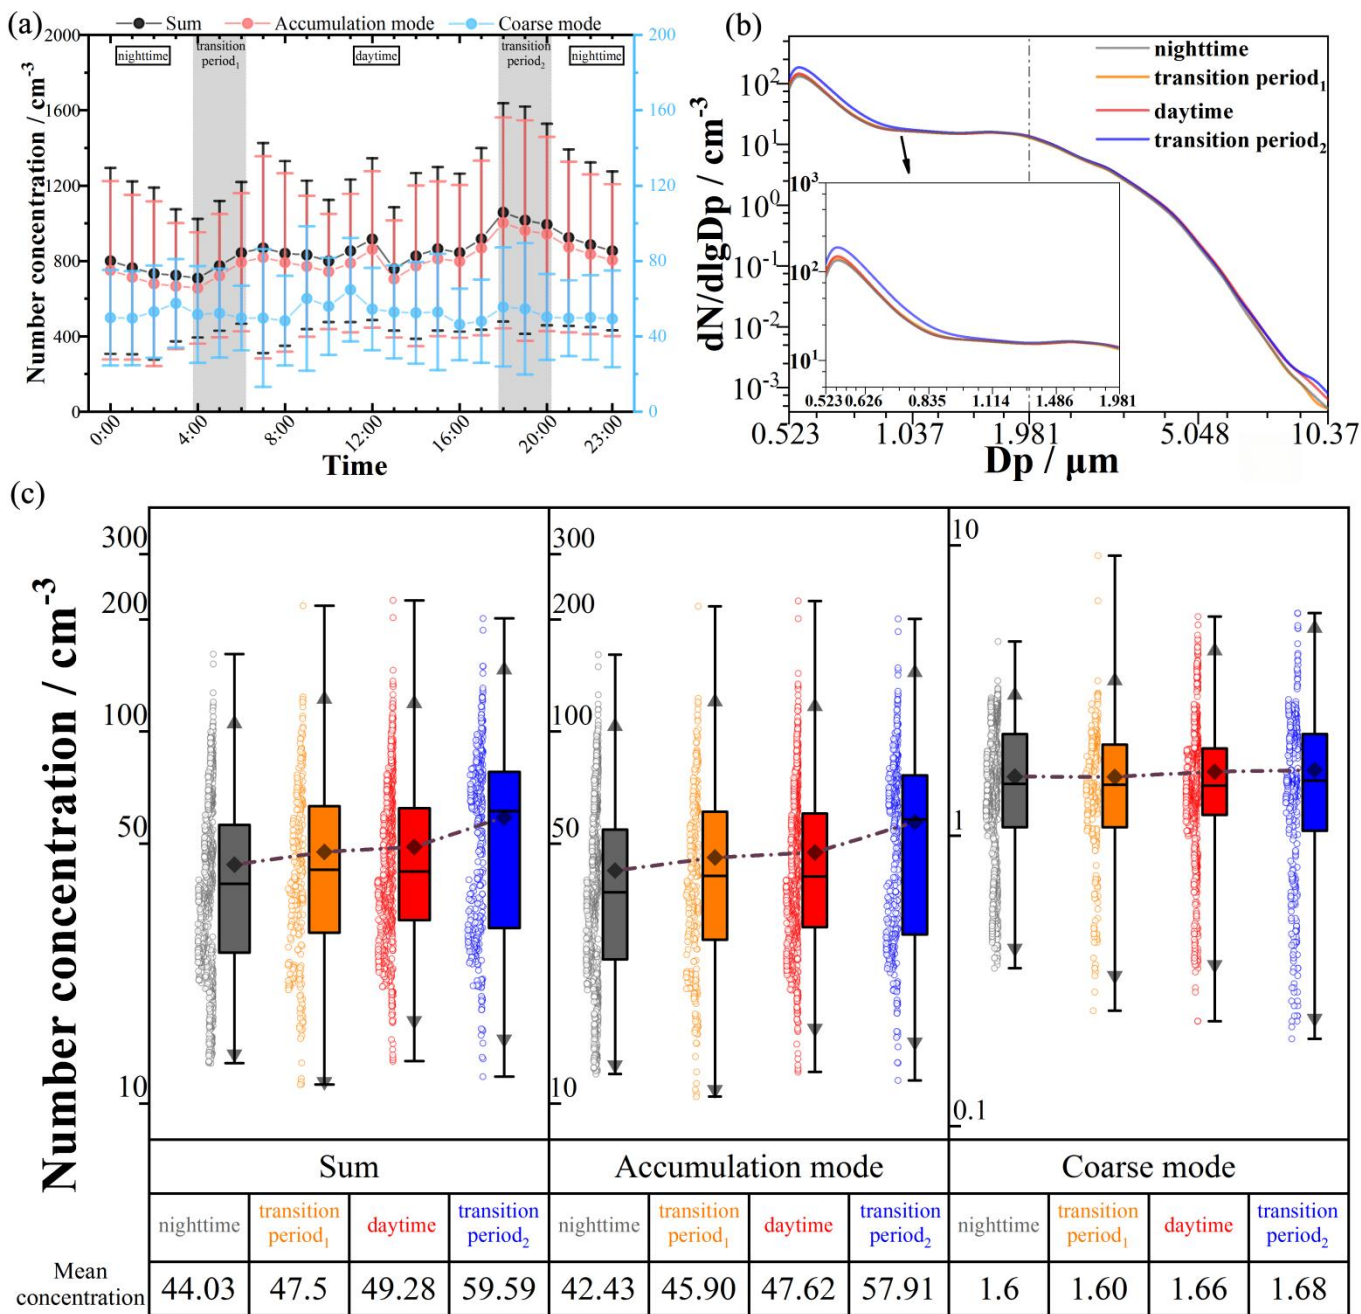 (a)
Sum Accumulation mode Coarse mode
2000 200
nighttime transition period1 daytime transition period2 nighttime
1600 160
1200 120
800 80
400 40
0 0
Number concentration / cm-3
0:00 4:00 8:00 12:00 16:00 20:00 23:00
Time
(b)
nighttime
transition period1
daytime
transition period2
10^2
10^1
10^0
10^-1
10^-2
10^-3
dN/dlgDp / cm-3
10^3
10^2
10^1
0.523 0.626 0.835 1.114 1.486 1.981
0.523 1.037 1.981 5.048 10.37
Dp / μm
(c)
Number concentration / cm-3
300 300 10
200 200
100 100
50 50 1
10 10 0.1
Sum Accumulation mode Coarse mode
nighttime transition period1 daytime transition period2 nighttime transition period1 daytime transition period2 nighttime transition period1 daytime transition period2
Mean concentration 44.03 47.5 49.28 59.59 42.43 45.90 47.62 57.91 1.6 1.60 1.66 1.68